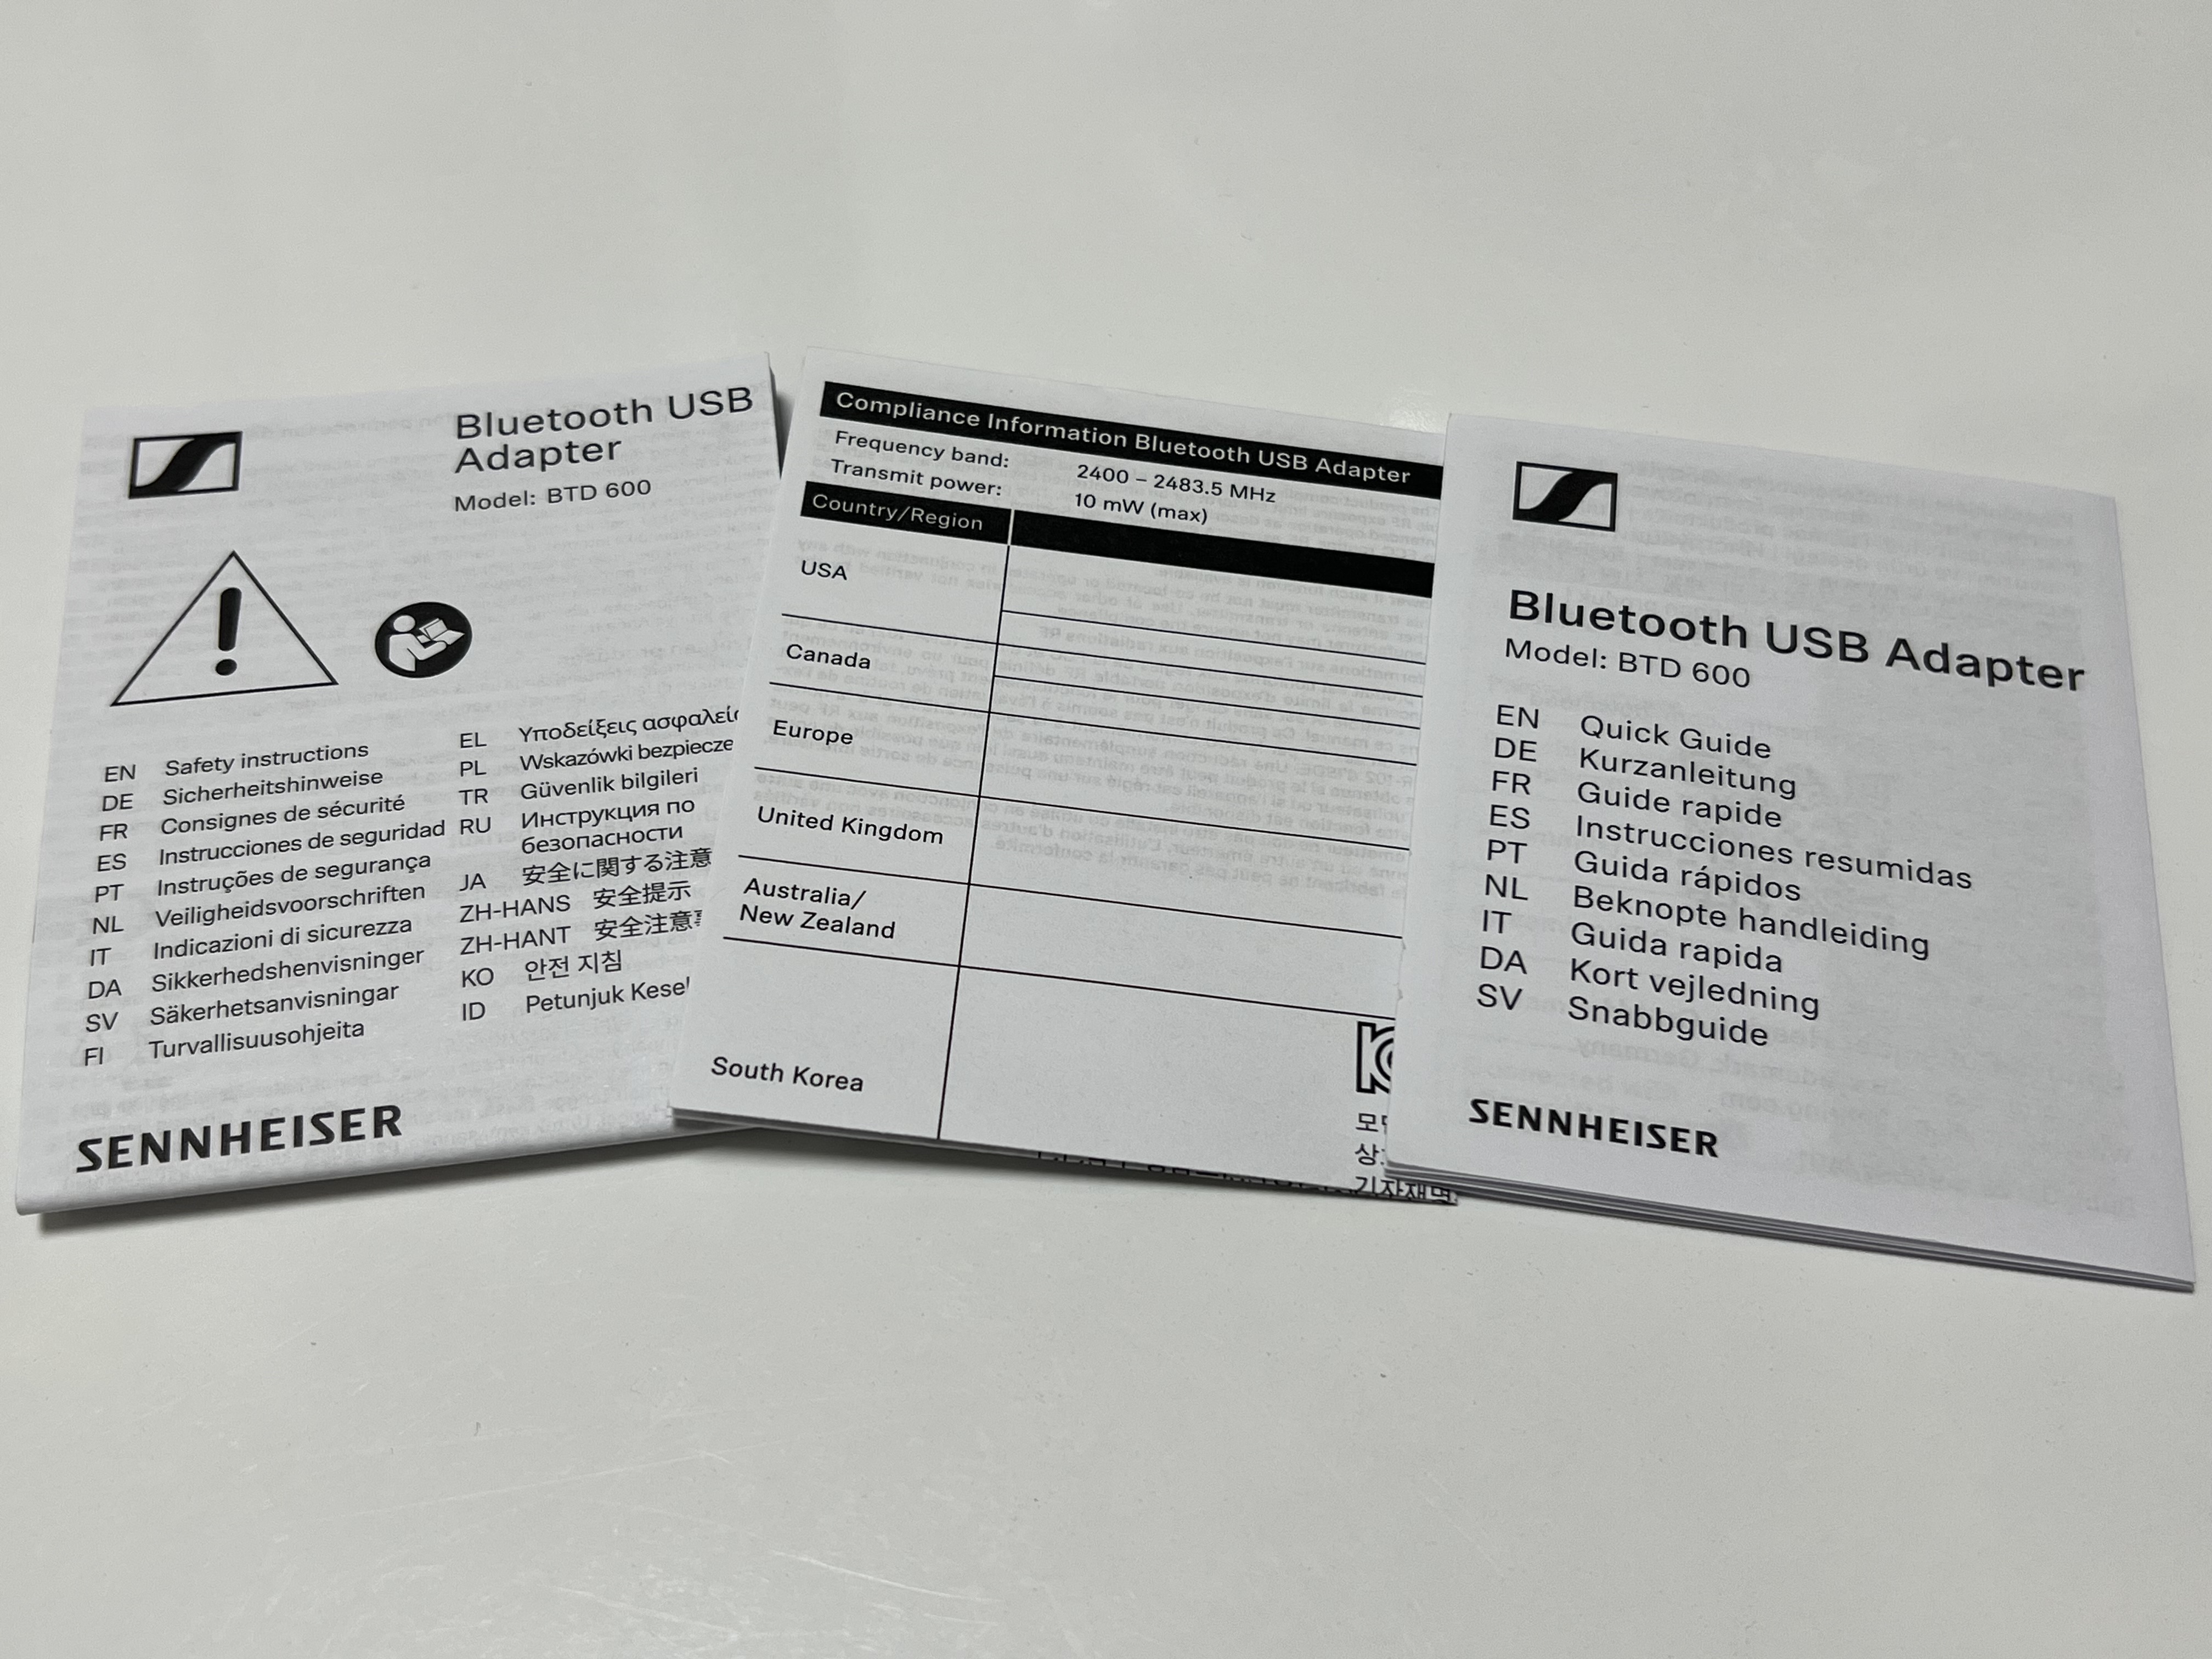 Bluetooth USB
Adapter
Model: BTD 600
EN Safety instructions
DE Sicherheitshinweise
FR Consignes de sécurité
ES Instrucciones de seguridad
PT Instruções de segurança
NL Veiligheidsvoorschriften
IT Indicazioni di sicurezza
DA Sikkerhedshenvisninger
SV Säkerhetsanvisningar
FI Turvallisuusohjeita
EL Υποδείξεις
PL Wskazówki
TR Güvenlik bilgileri
RU Инструкция по
безопасности
JA 安全に関する注意
ZH-HANS 安全提示
ZH-HANT 安全注意
KO 안전 지침
ID Petunjuk
SENNHEISER
Compliance Information Bluetooth USB Adapter
Frequency band: 2400 – 2483.5 MHz
Transmit power: 10 mW (max)
Country/Region
USA
Canada
Europe
United Kingdom
Australia/
New Zealand
South Korea
Bluetooth USB Adapter
Model: BTD 600
EN Quick Guide
DE Kurzanleitung
FR Guide rapide
ES Instrucciones resumidas
PT Guida rápidos
NL Beknopte handleiding
IT Guida rapida
DA Kort vejledning
SV Snabbguide
SENNHEISER